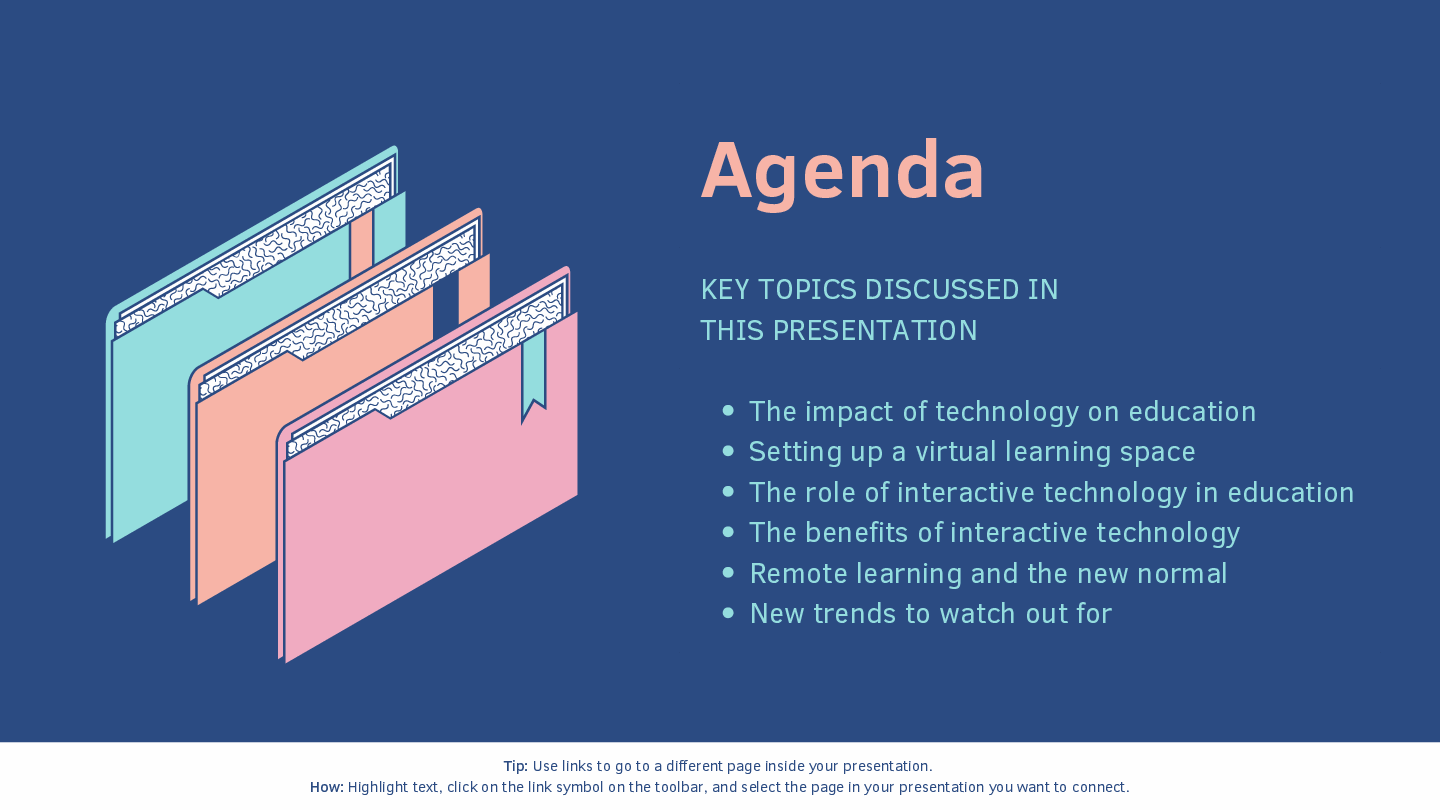 Agenda
KEY TOPICS DISCUSSED IN
THIS PRESENTATION
• The impact of technology on education
• Setting up a virtual learning space
• The role of interactive technology in education
• The benefits of interactive technology
• Remote learning and the new normal
• New trends to watch out for
Tip: Use links to go to a different page inside your presentation.
How: Highlight text, click on the link symbol on the toolbar, and select the page in your presentation you want to connect.